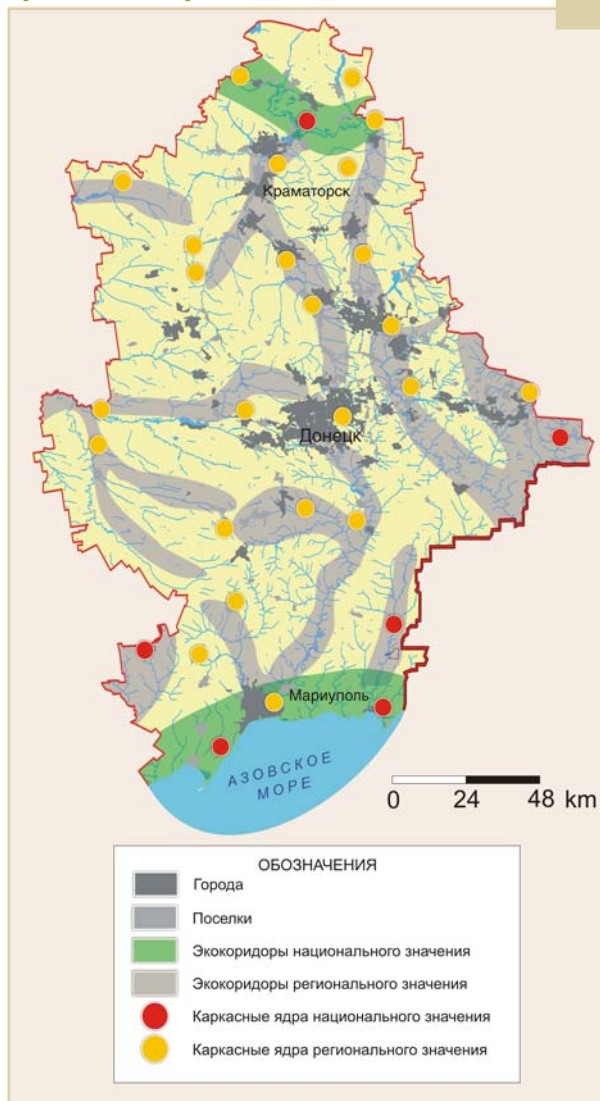 Краматорск
Донецк
Мариуполь
АЗОВСКОЕ
МОРЕ
0 24 48 km
ОБОЗНАЧЕНИЯ
Города
Поселки
Экокоридоры национального значения
Экокоридоры регионального значения
Каркасные ядра национального значения
Каркасные ядра регионального значения